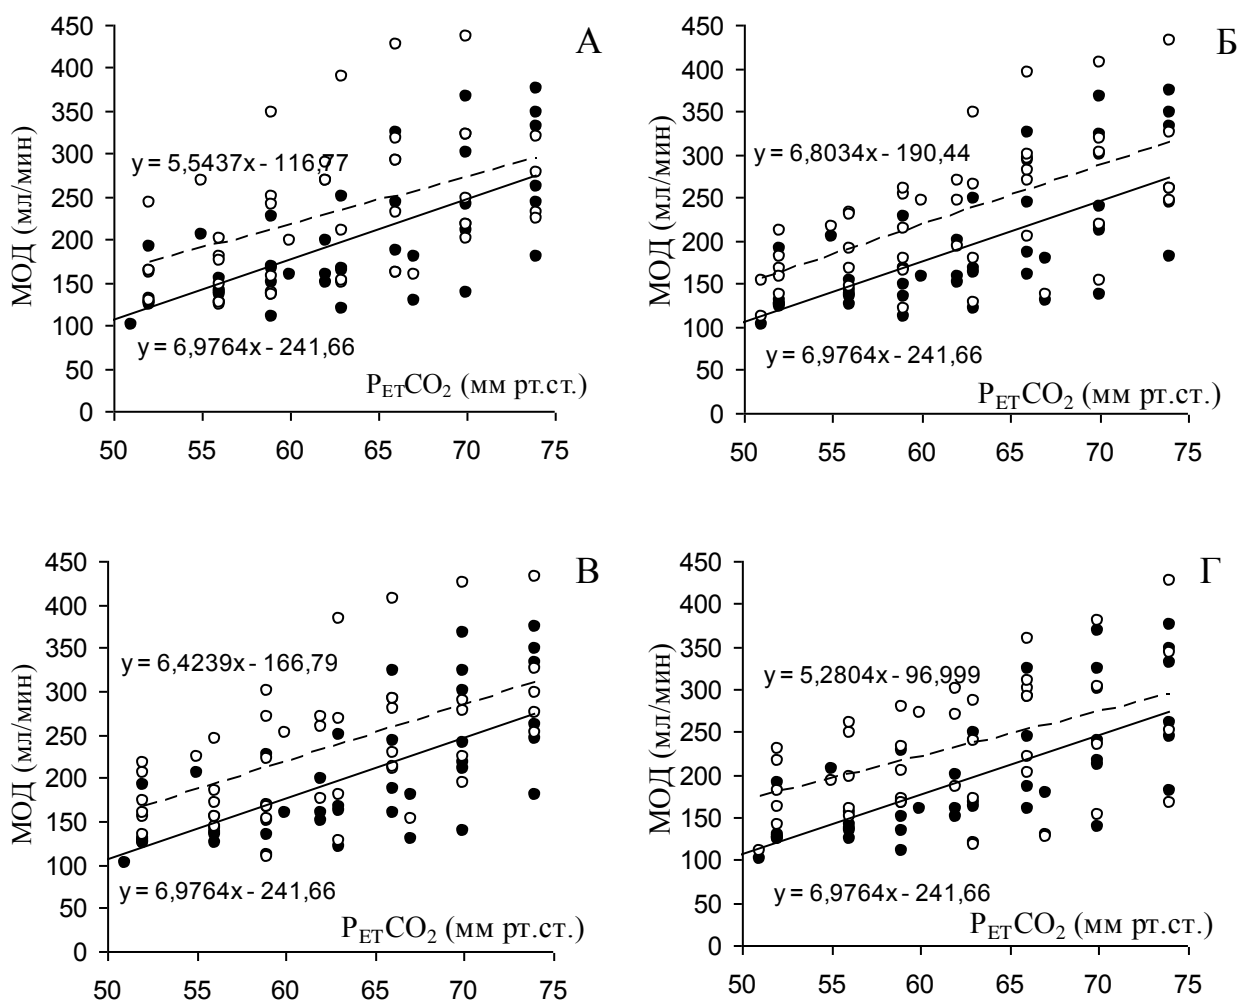 А
450
400
350
300
250
200
150
100
50
0
МОД (мл/мин)
y = 5,5437x - 116,77
y = 6,9764x - 241,66
PETCO2 (мм рт.ст.)
50 55 60 65 70 75
Б
450
400
350
300
250
200
150
100
50
0
МОД (мл/мин)
y = 6,8034x - 190,44
y = 6,9764x - 241,66
PETCO2 (мм рт.ст.)
50 55 60 65 70 75
В
450
400
350
300
250
200
150
100
50
0
МОД (мл/мин)
y = 6,4239x - 166,79
y = 6,9764x - 241,66
PETCO2 (мм рт.ст.)
50 55 60 65 70 75
Г
450
400
350
300
250
200
150
100
50
0
МОД (мл/мин)
y = 5,2804x - 96,999
y = 6,9764x - 241,66
PETCO2 (мм рт.ст.)
50 55 60 65 70 75